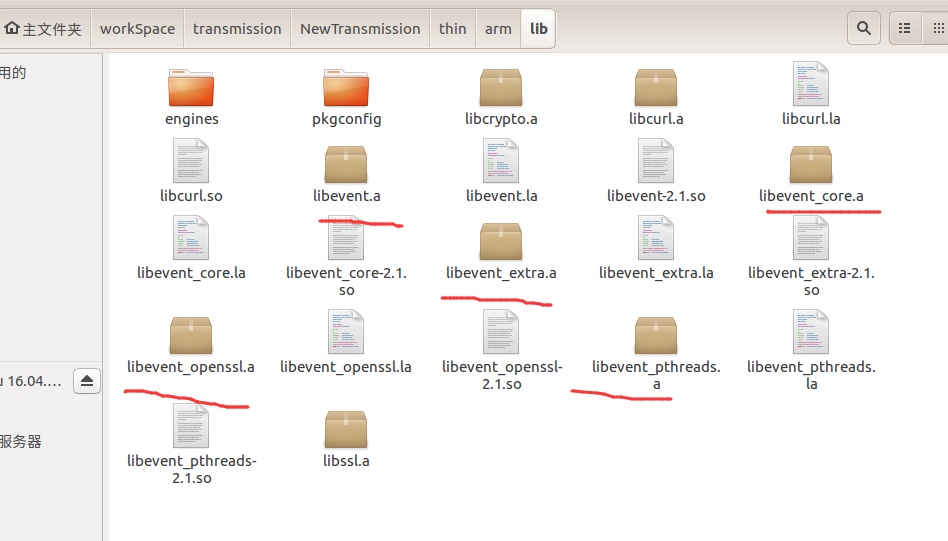 主文件夹 workSpace transmission NewTransmission thin arm lib
用的
engines pkgconfig libcrypto.a libcurl.a libcurl.la
libcurl.so libevent.a libevent.la libevent-2.1.so libevent_core.a
libevent_core.la libevent_core-2.1. libevent_extra.a libevent_extra.la libevent_extra-2.1.
so so
libevent_openssl.a libevent_openssl.la libevent_openssl- libevent_pthreads. libevent_pthreads.
2.1.so a la
u 16.04....
服务器
libevent_pthreads- libssl.a
2.1.so